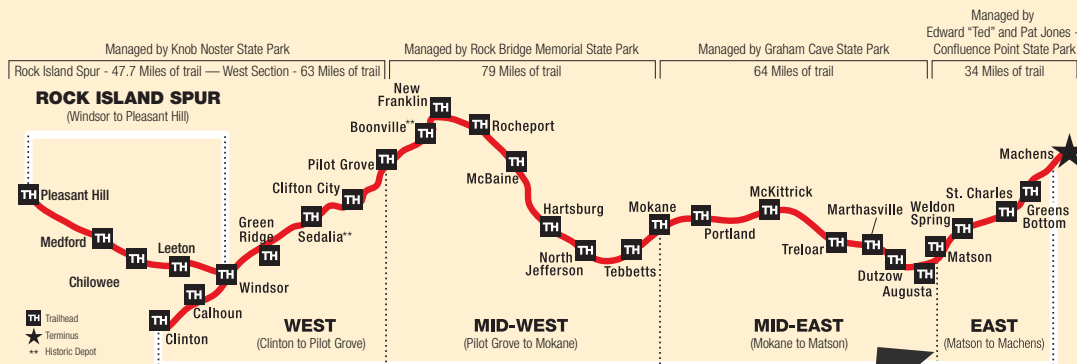 Managed by Knob Noster State Park
Managed by Rock Bridge Memorial State Park
Managed by Graham Cave State Park
Managed by
Edward “Ted” and Pat Jones -
Confluence Point State Park
Rock Island Spur - 47.7 Miles of trail — West Section - 63 Miles of trail
79 Miles of trail
64 Miles of trail
34 Miles of trail
ROCK ISLAND SPUR
(Windsor to Pleasant Hill)
TH Pleasant Hill
TH Medford
TH Chilowee
TH Leeton
TH Windsor
TH Calhoun
TH Clinton
TH Green
Ridge
TH Sedalia**
TH Clifton City
TH Pilot Grove
TH Boonville**
TH New
Franklin
TH Rocheport
TH McBaine
TH Hartsburg
TH North
Jefferson
TH Tebbetts
TH Mokane
TH Portland
TH McKittrick
TH Treloar
TH Marthasville
TH Dutzow
TH Augusta
TH Matson
TH Weldon
Spring
TH St. Charles
TH Greens
Bottom
Machens
TH Trailhead
Terminus
** Historic Depot
WEST
(Clinton to Pilot Grove)
MID-WEST
(Pilot Grove to Mokane)
MID-EAST
(Mokane to Matson)
EAST
(Matson to Machens)